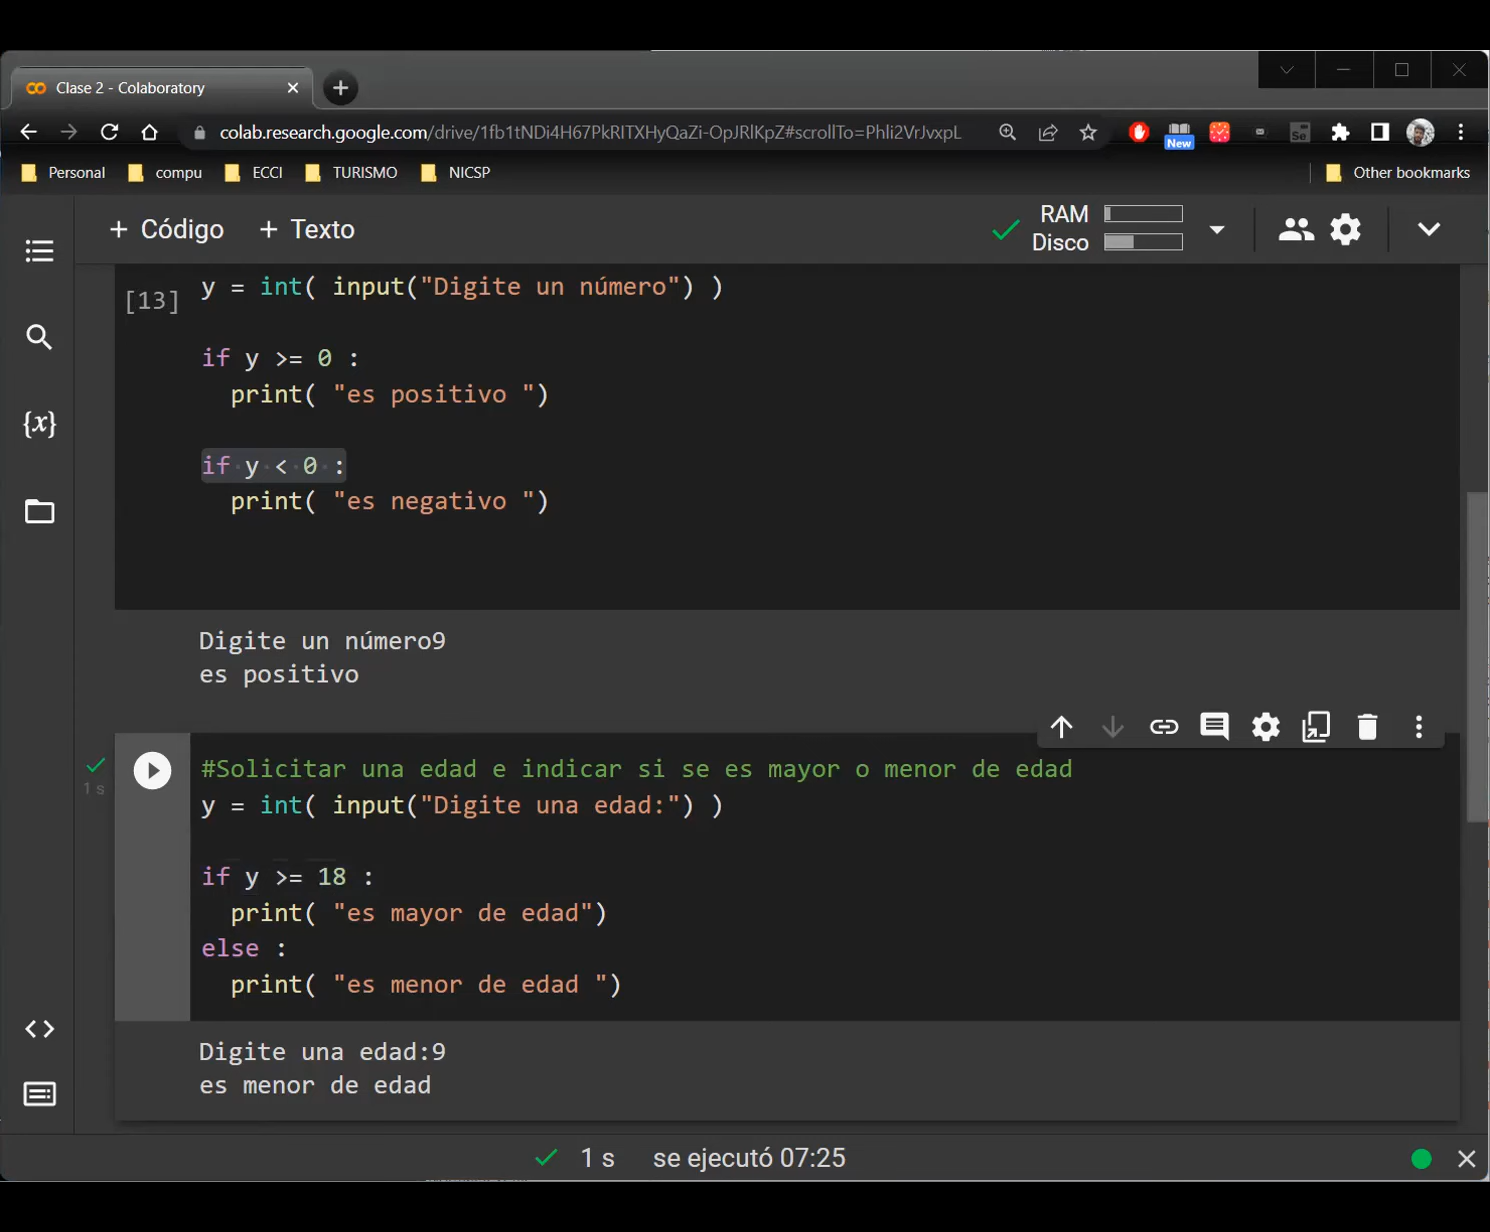 Clase 2 - Colaboratory
colab.research.google.com/drive/1fb1tNDi4H67PkRITXHyQaZi-OpJRlKpZ#scrollTo=PhIi2VrJvxpL
New
Se
Personal compu ECCI TURISMO NICSP Other bookmarks
+ Código + Texto
RAM
Disco
[13]
y = int( input("Digite un número") )
if y >= 0 :
print( "es positivo ")
if y < 0 :
print( "es negativo ")
Digite un número9
es positivo
1 s
#Solicitar una edad e indicar si se es mayor o menor de edad
y = int( input("Digite una edad:") )
if y >= 18 :
print( "es mayor de edad")
else :
print( "es menor de edad ")
Digite una edad:9
es menor de edad
{x}
<>
1 s se ejecutó 07:25